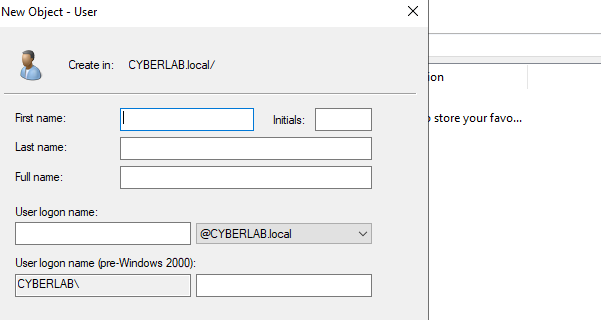 New Object - User
Create in: CYBERLAB.local/
First name: Initials:
Last name:
Full name:
User logon name:
@CYBERLAB.local
User logon name (pre-Windows 2000):
CYBERLAB\
store your favo...